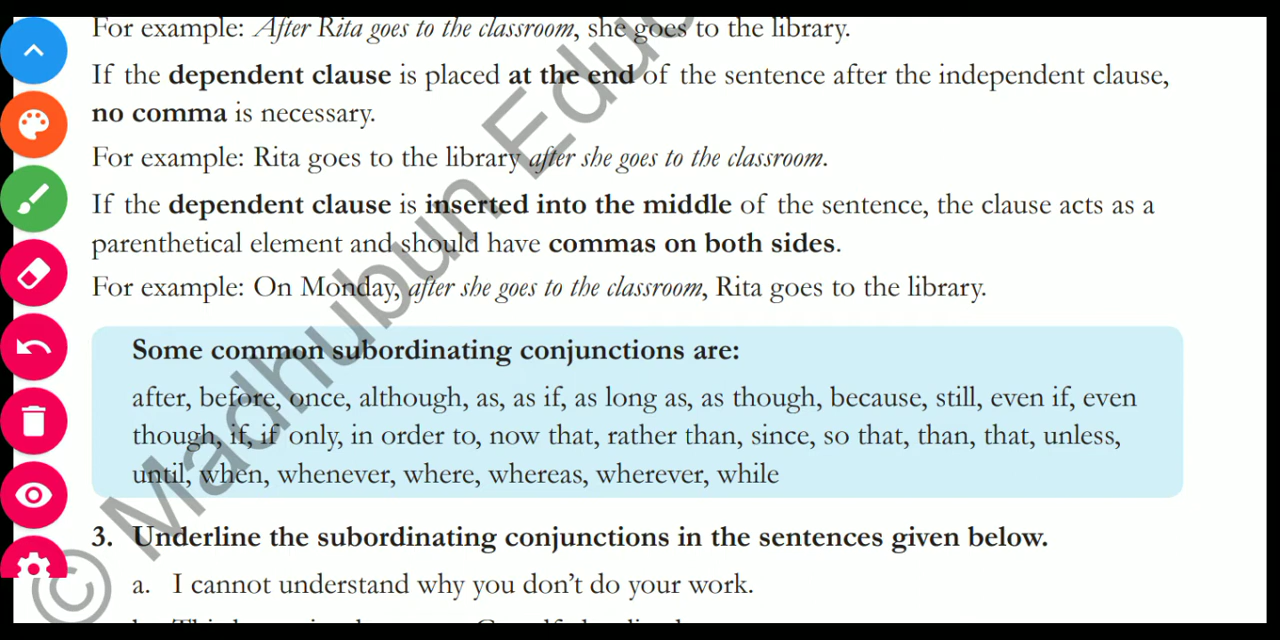 For example: After Rita goes to the classroom, she goes to the library.
If the dependent clause is placed at the end of the sentence after the independent clause,
no comma is necessary.
For example: Rita goes to the library after she goes to the classroom.
If the dependent clause is inserted into the middle of the sentence, the clause acts as a
parenthetical element and should have commas on both sides.
For example: On Monday, after she goes to the classroom, Rita goes to the library.
Some common subordinating conjunctions are:
after, before, once, although, as, as if, as long as, as though, because, still, even if, even
though, if, if only, in order to, now that, rather than, since, so that, than, that, unless,
until, when, whenever, where, whereas, wherever, while
3. Underline the subordinating conjunctions in the sentences given below.
a. I cannot understand why you don't do your work.
© Madhubun Educ